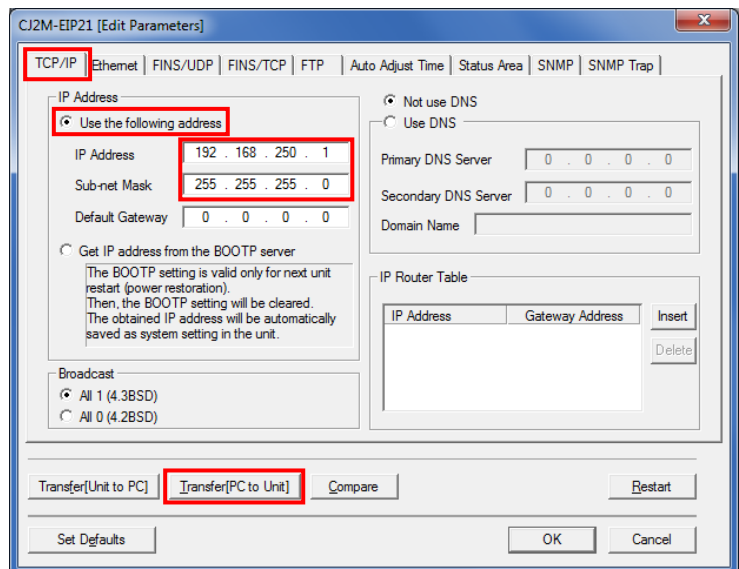 CJ2M-EIP21 [Edit Parameters]
TCP/IP Ethernet FINS/UDP FINS/TCP FTP Auto Adjust Time Status Area SNMP SNMP Trap
IP Address
Use the following address
IP Address 192 . 168 . 250 . 1
Sub-net Mask 255 . 255 . 255 . 0
Default Gateway 0 . 0 . 0 . 0
Get IP address from the BOOTP server
The BOOTP setting is valid only for next unit
restart (power restoration).
Then, the BOOTP setting will be cleared.
The obtained IP address will be automatically
saved as system setting in the unit.
Broadcast
All 1 (4.3BSD)
All 0 (4.2BSD)
Not use DNS
Use DNS
Primary DNS Server 0 . 0 . 0 . 0
Secondary DNS Server 0 . 0 . 0 . 0
Domain Name
IP Router Table
IP Address Gateway Address
Insert
Delete
Transfer[Unit to PC] Transfer[PC to Unit] Compare Restart
Set Defaults OK Cancel